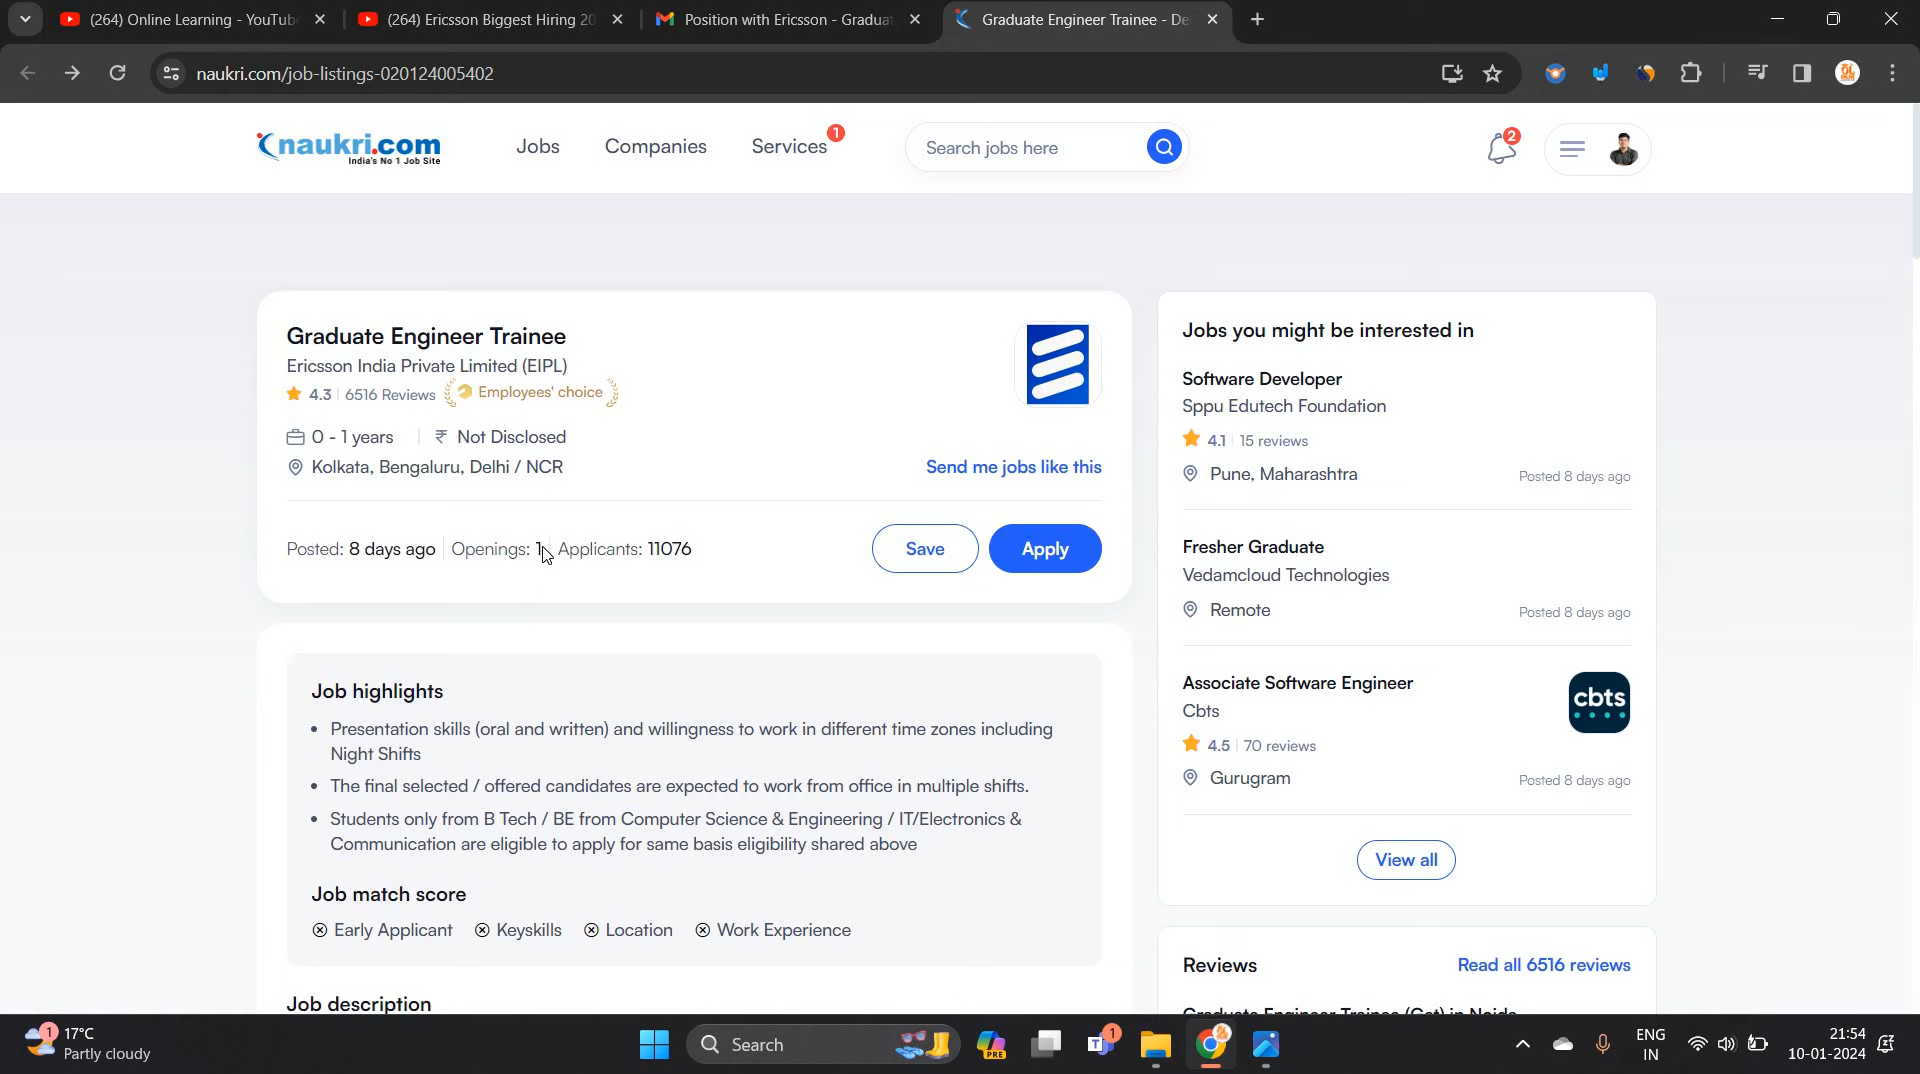 (264) Online Learning - YouTub
(264) Ericsson Biggest Hiring 20
Position with Ericsson - Graduat
Graduate Engineer Trainee - De
naukri.com/job-listings-020124005402
naukri.com
India's No 1 Job Site
Jobs
Companies
Services
1
Search jobs here
2
Graduate Engineer Trainee
Ericsson India Private Limited (EIPL)
4.3 | 6516 Reviews Employees' choice
0 - 1 years | ₹ Not Disclosed
Kolkata, Bengaluru, Delhi / NCR
Send me jobs like this
Posted: 8 days ago Openings: 1 Applicants: 11076
Save
Apply
Job highlights
• Presentation skills (oral and written) and willingness to work in different time zones including
Night Shifts
• The final selected / offered candidates are expected to work from office in multiple shifts.
• Students only from B Tech / BE from Computer Science & Engineering / IT/Electronics &
Communication are eligible to apply for same basis eligibility shared above
Job match score
Early Applicant Keyskills Location Work Experience
Job description
Jobs you might be interested in
Software Developer
Sppu Edutech Foundation
4.1 | 15 reviews
Pune, Maharashtra
Posted 8 days ago
Fresher Graduate
Vedamcloud Technologies
Remote
Posted 8 days ago
Associate Software Engineer
Cbts
cbts
4.5 | 70 reviews
Gurugram
Posted 8 days ago
View all
Reviews
Read all 6516 reviews
Graduate Engineer Trainee (Get) in Noida
1
17°C
Partly cloudy
Search
PRE
1
ENG
IN
21:54
10-01-2024